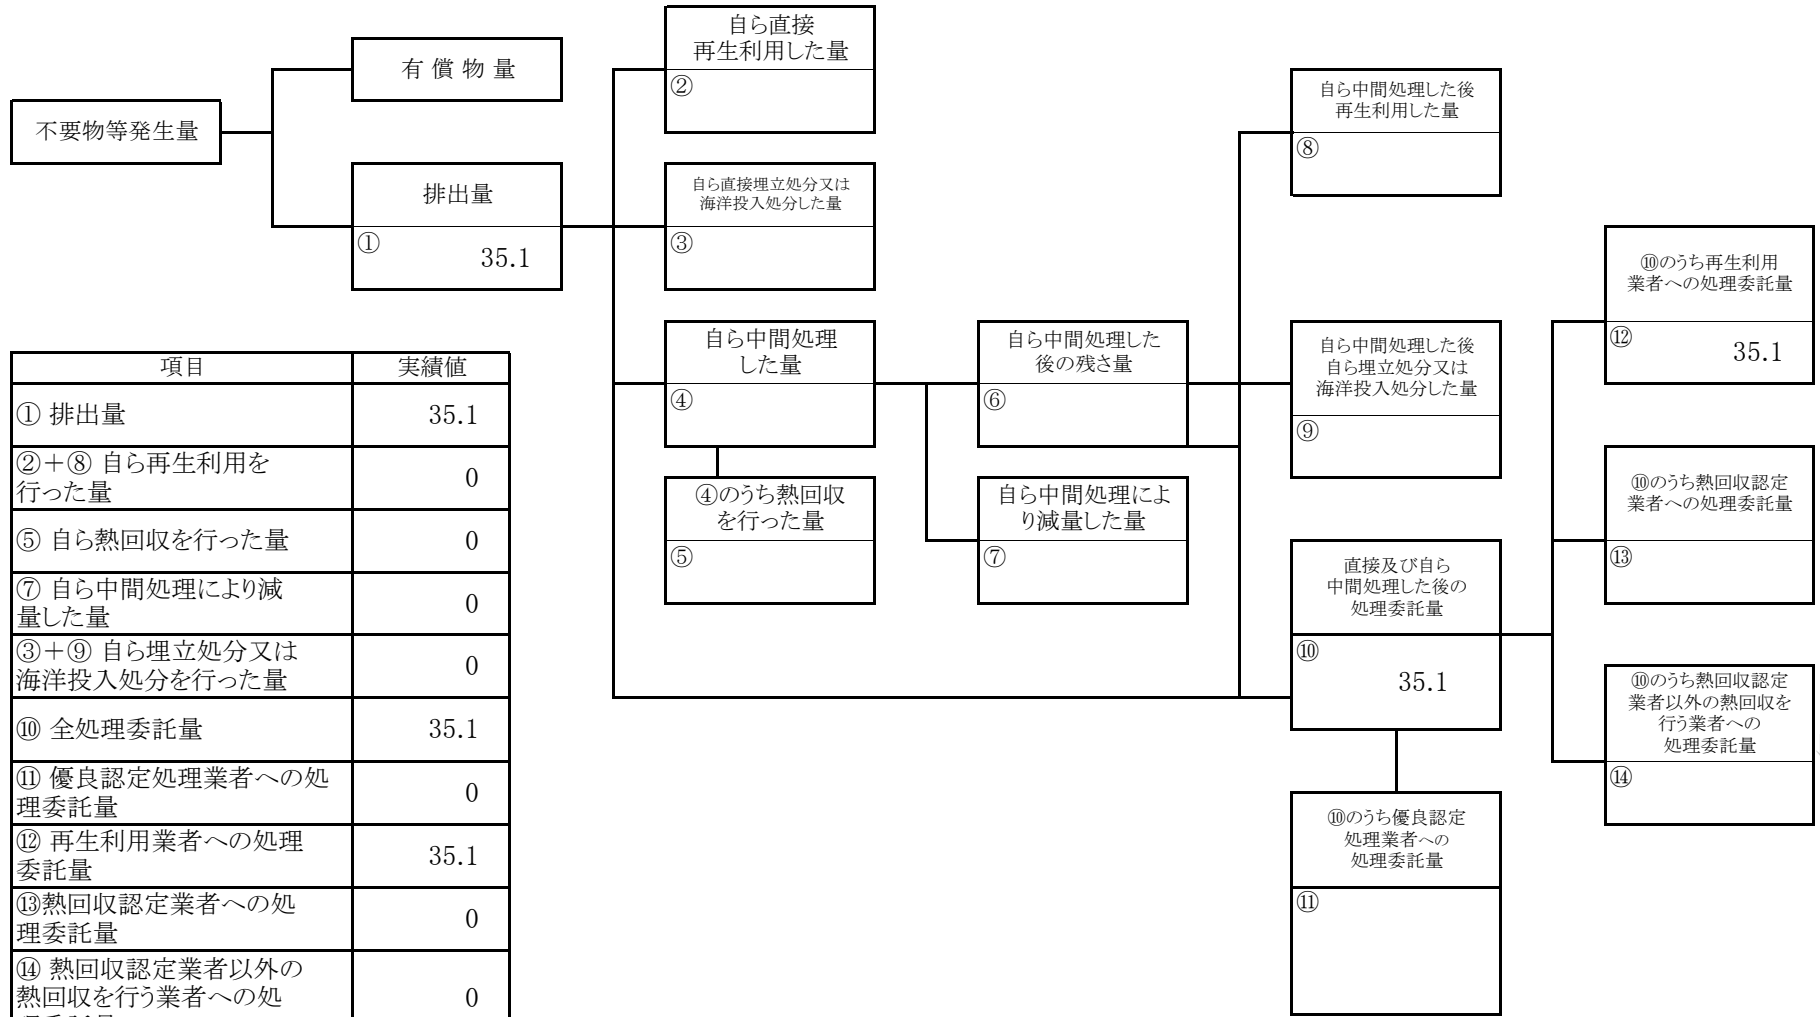 不要物等発生量
有 償 物 量
排出量
①
35.1
自ら直接
再生利用した量
②
自ら直接埋立処分又は
海洋投入処分した量
③
自ら中間処理
した量
④
④のうち熱回収
を行った量
⑤
自ら中間処理した
後の残さ量
⑥
自ら中間処理によ
り減量した量
⑦
自ら中間処理した後
再生利用した量
⑧
自ら中間処理した後
自ら埋立処分又は
海洋投入処分した量
⑨
直接及び自ら
中間処理した後の
処理委託量
⑩
35.1
⑩のうち優良認定
処理業者への
処理委託量
⑪
⑩のうち再生利用
業者への処理委託量
⑫
35.1
⑩のうち熱回収認定
業者への処理委託量
⑬
⑩のうち熱回収認定
業者以外の熱回収を
行う業者への
処理委託量
⑭
項目 実績値
① 排出量 35.1
②＋⑧ 自ら再生利用を
行った量 0
⑤ 自ら熱回収を行った量 0
⑦ 自ら中間処理により減
量した量 0
③＋⑨ 自ら埋立処分又は
海洋投入処分を行った量 0
⑩ 全処理委託量 35.1
⑪ 優良認定処理業者への処
理委託量 0
⑫ 再生利用業者への処理
委託量 35.1
⑬熱回収認定業者への処
理委託量 0
⑭ 熱回収認定業者以外の
熱回収を行う業者への処 0